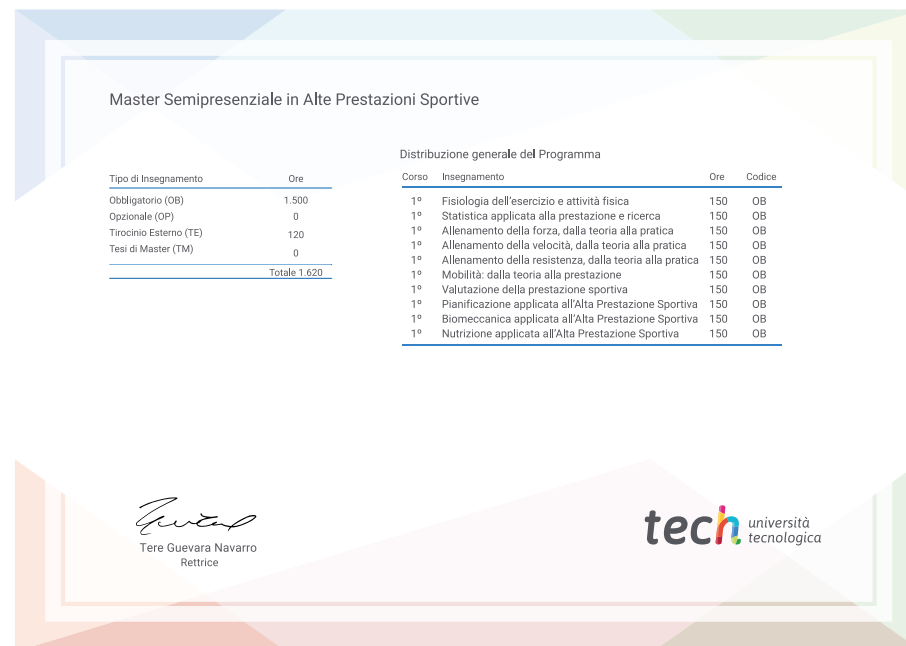 Master Semipresenziale in Alte Prestazioni Sportive
Tipo di Insegnamento Ore
Obbligatorio (OB) 1.500
Opzionale (OP) 0
Tirocinio Esterno (TE) 120
Tesi di Master (TM) 0
Totale 1.620
Distribuzione generale del Programma
Corso Insegnamento Ore Codice
1º Fisiologia dell'esercizio e attività fisica 150 OB
1º Statistica applicata alla prestazione e ricerca 150 OB
1º Allenamento della forza, dalla teoria alla pratica 150 OB
1º Allenamento della velocità, dalla teoria alla pratica 150 OB
1º Allenamento della resistenza, dalla teoria alla pratica 150 OB
1º Mobilità: dalla teoria alla prestazione 150 OB
1º Valutazione della prestazione sportiva 150 OB
1º Pianificazione applicata all'Alta Prestazione Sportiva 150 OB
1º Biomeccanica applicata all'Alta Prestazione Sportiva 150 OB
1º Nutrizione applicata all'Alta Prestazione Sportiva 150 OB
Tere Guevara Navarro
Rettrice
tech università
tecnologica